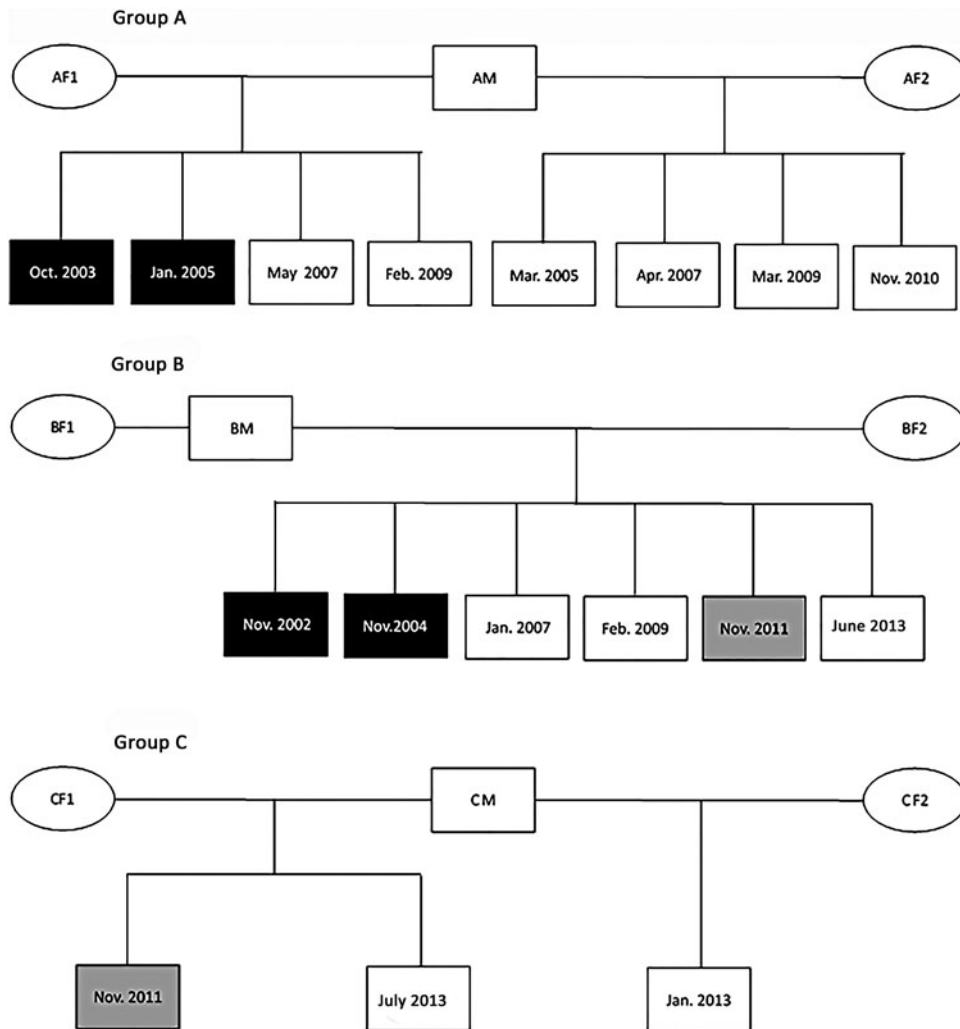 Group A
AF1 AM AF2
Oct. 2003 Jan. 2005 May 2007 Feb. 2009 Mar. 2005 Apr. 2007 Mar. 2009 Nov. 2010
Group B
BF1 BM BF2
Nov. 2002 Nov.2004 Jan. 2007 Feb. 2009 Nov. 2011 June 2013
Group C
CF1 CM CF2
Nov. 2011 July 2013 Jan. 2013